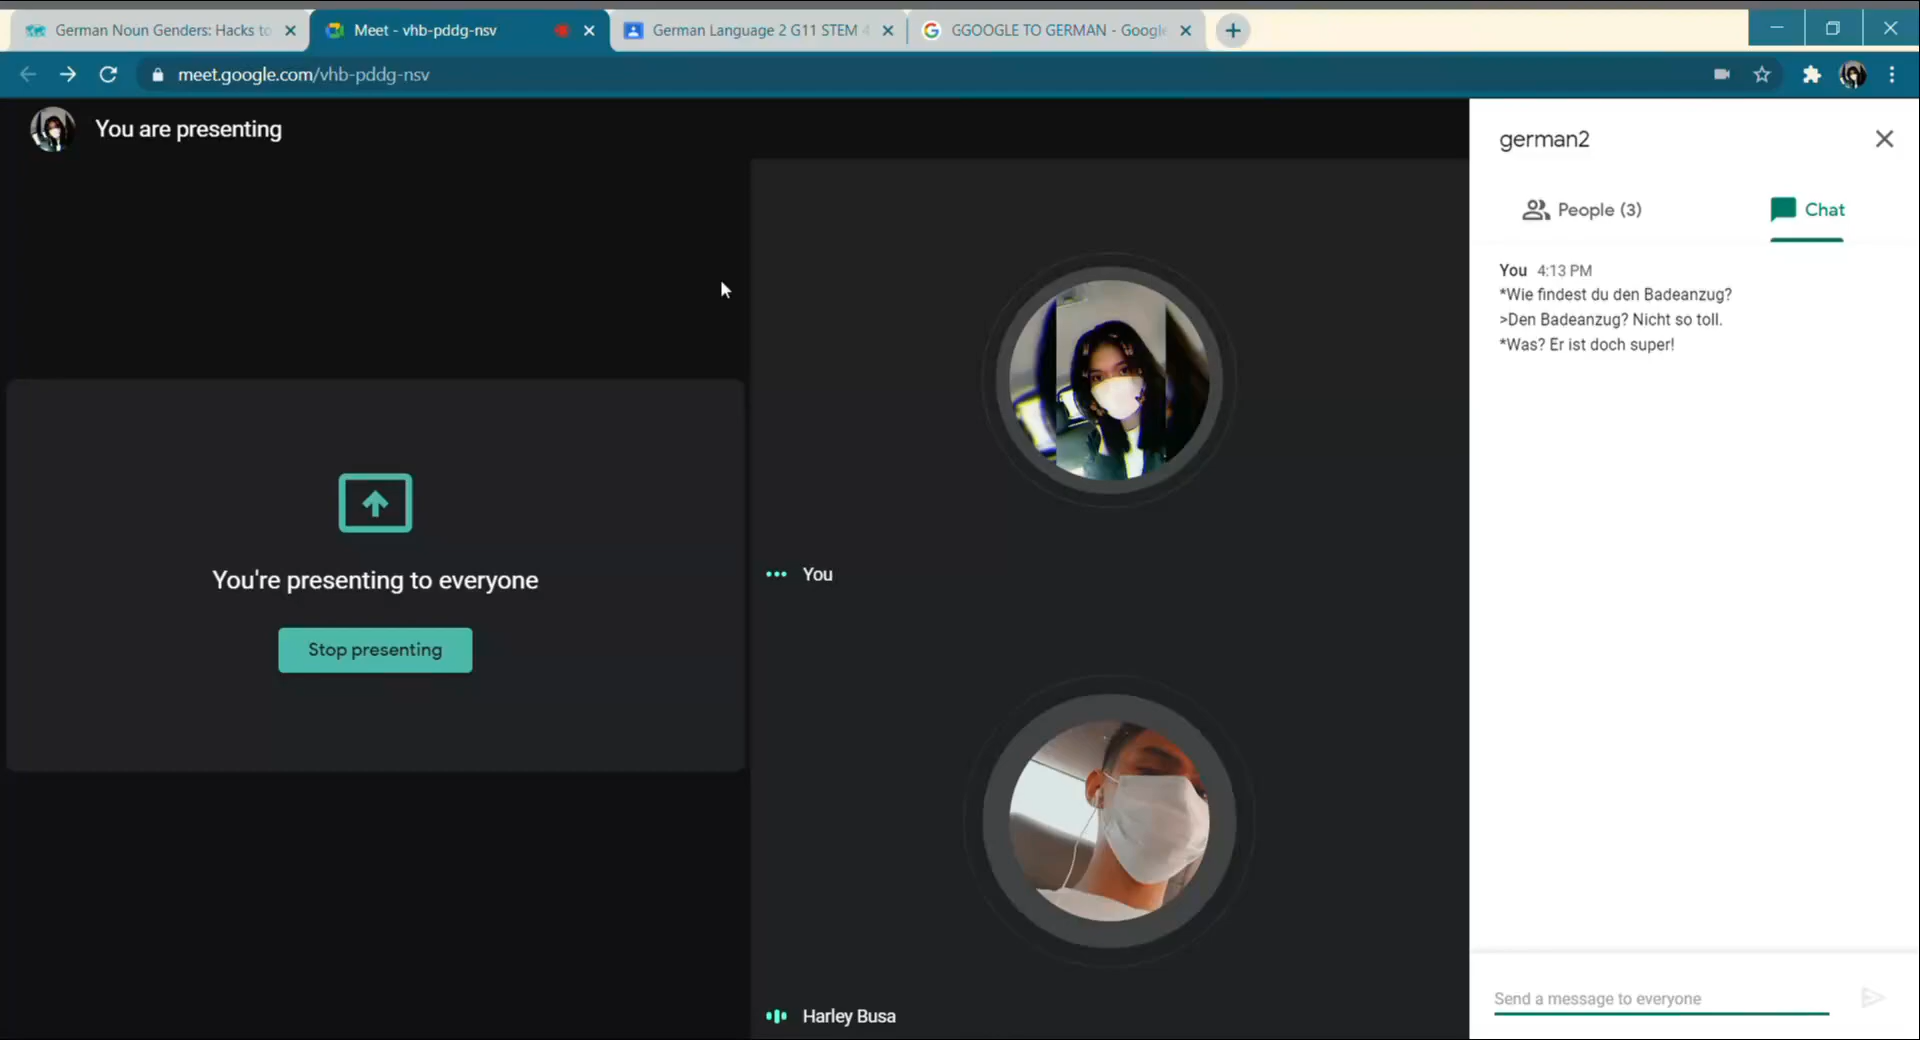 German Noun Genders: Hacks to
Meet - vhb-pddg-nsv
German Language 2 G11 STEM
GGOOGLE TO GERMAN - Google
meet.google.com/vhb-pddg-nsv
You are presenting
You're presenting to everyone
Stop presenting
You
Harley Busa
german2
People (3)
Chat
You 4:13 PM
*Wie findest du den Badeanzug?
>Den Badeanzug? Nicht so toll.
*Was? Er ist doch super!
Send a message to everyone